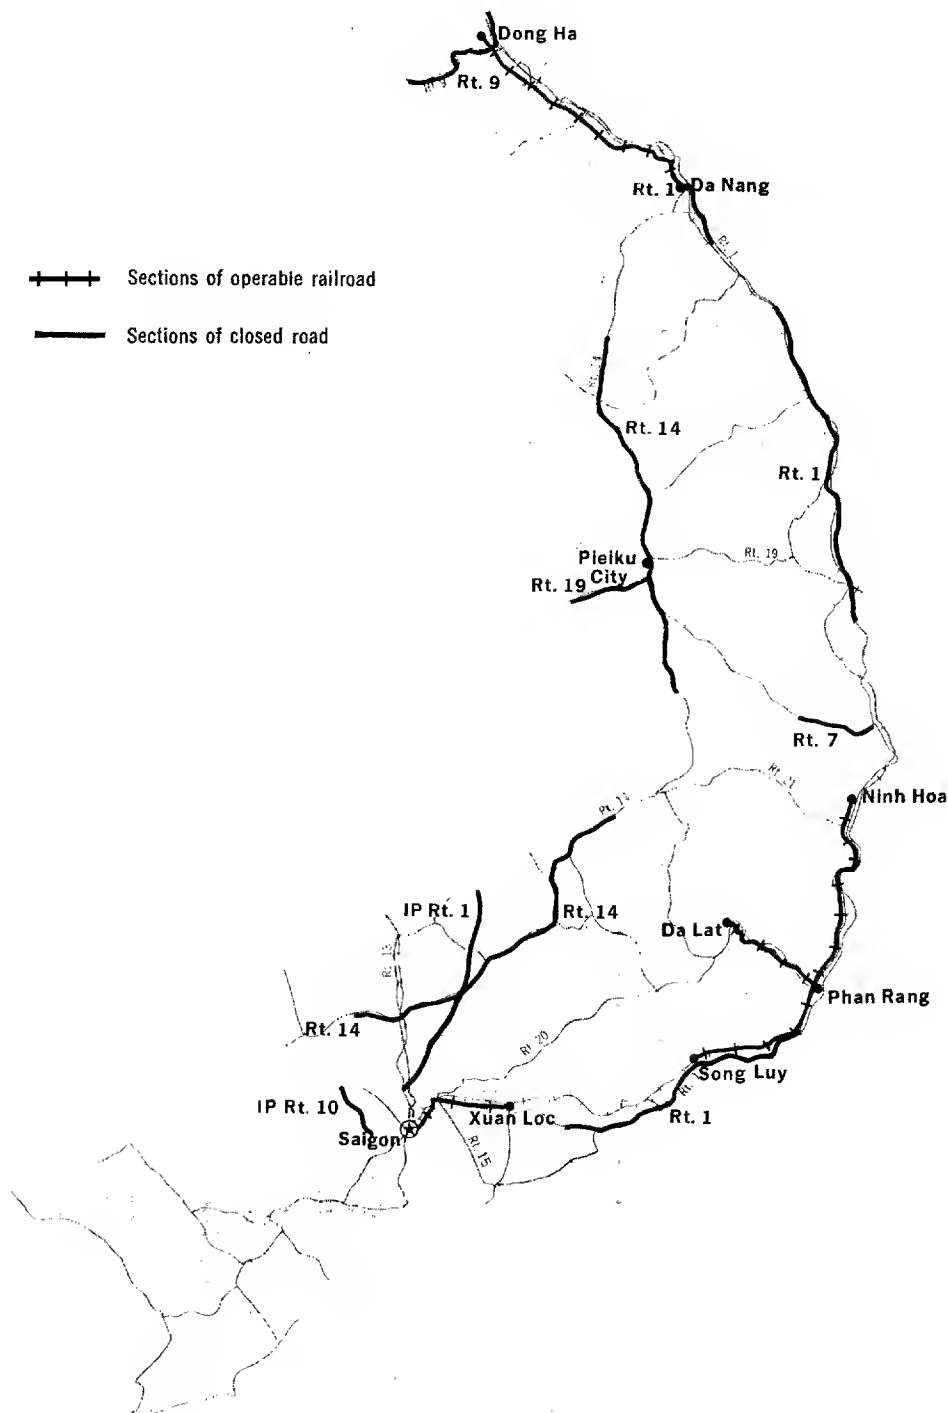 Dong Ha
Rt. 9
Rt. 1
Da Nang
Rt. 1
Sections of operable railroad
Sections of closed road
Rt. 14
Rt. 1
Rt. 19
Pleiku
City
Rt. 19
Rt. 7
Rt. 21
Ninh Hoa
IP Rt. 1
Rt. 14
Da Lat
Phan Rang
Rt. 14
Rt. 20
Song Luy
Rt.
IP Rt. 10
Xuan Loc
Rt. 1
Saigon
Rt. 15